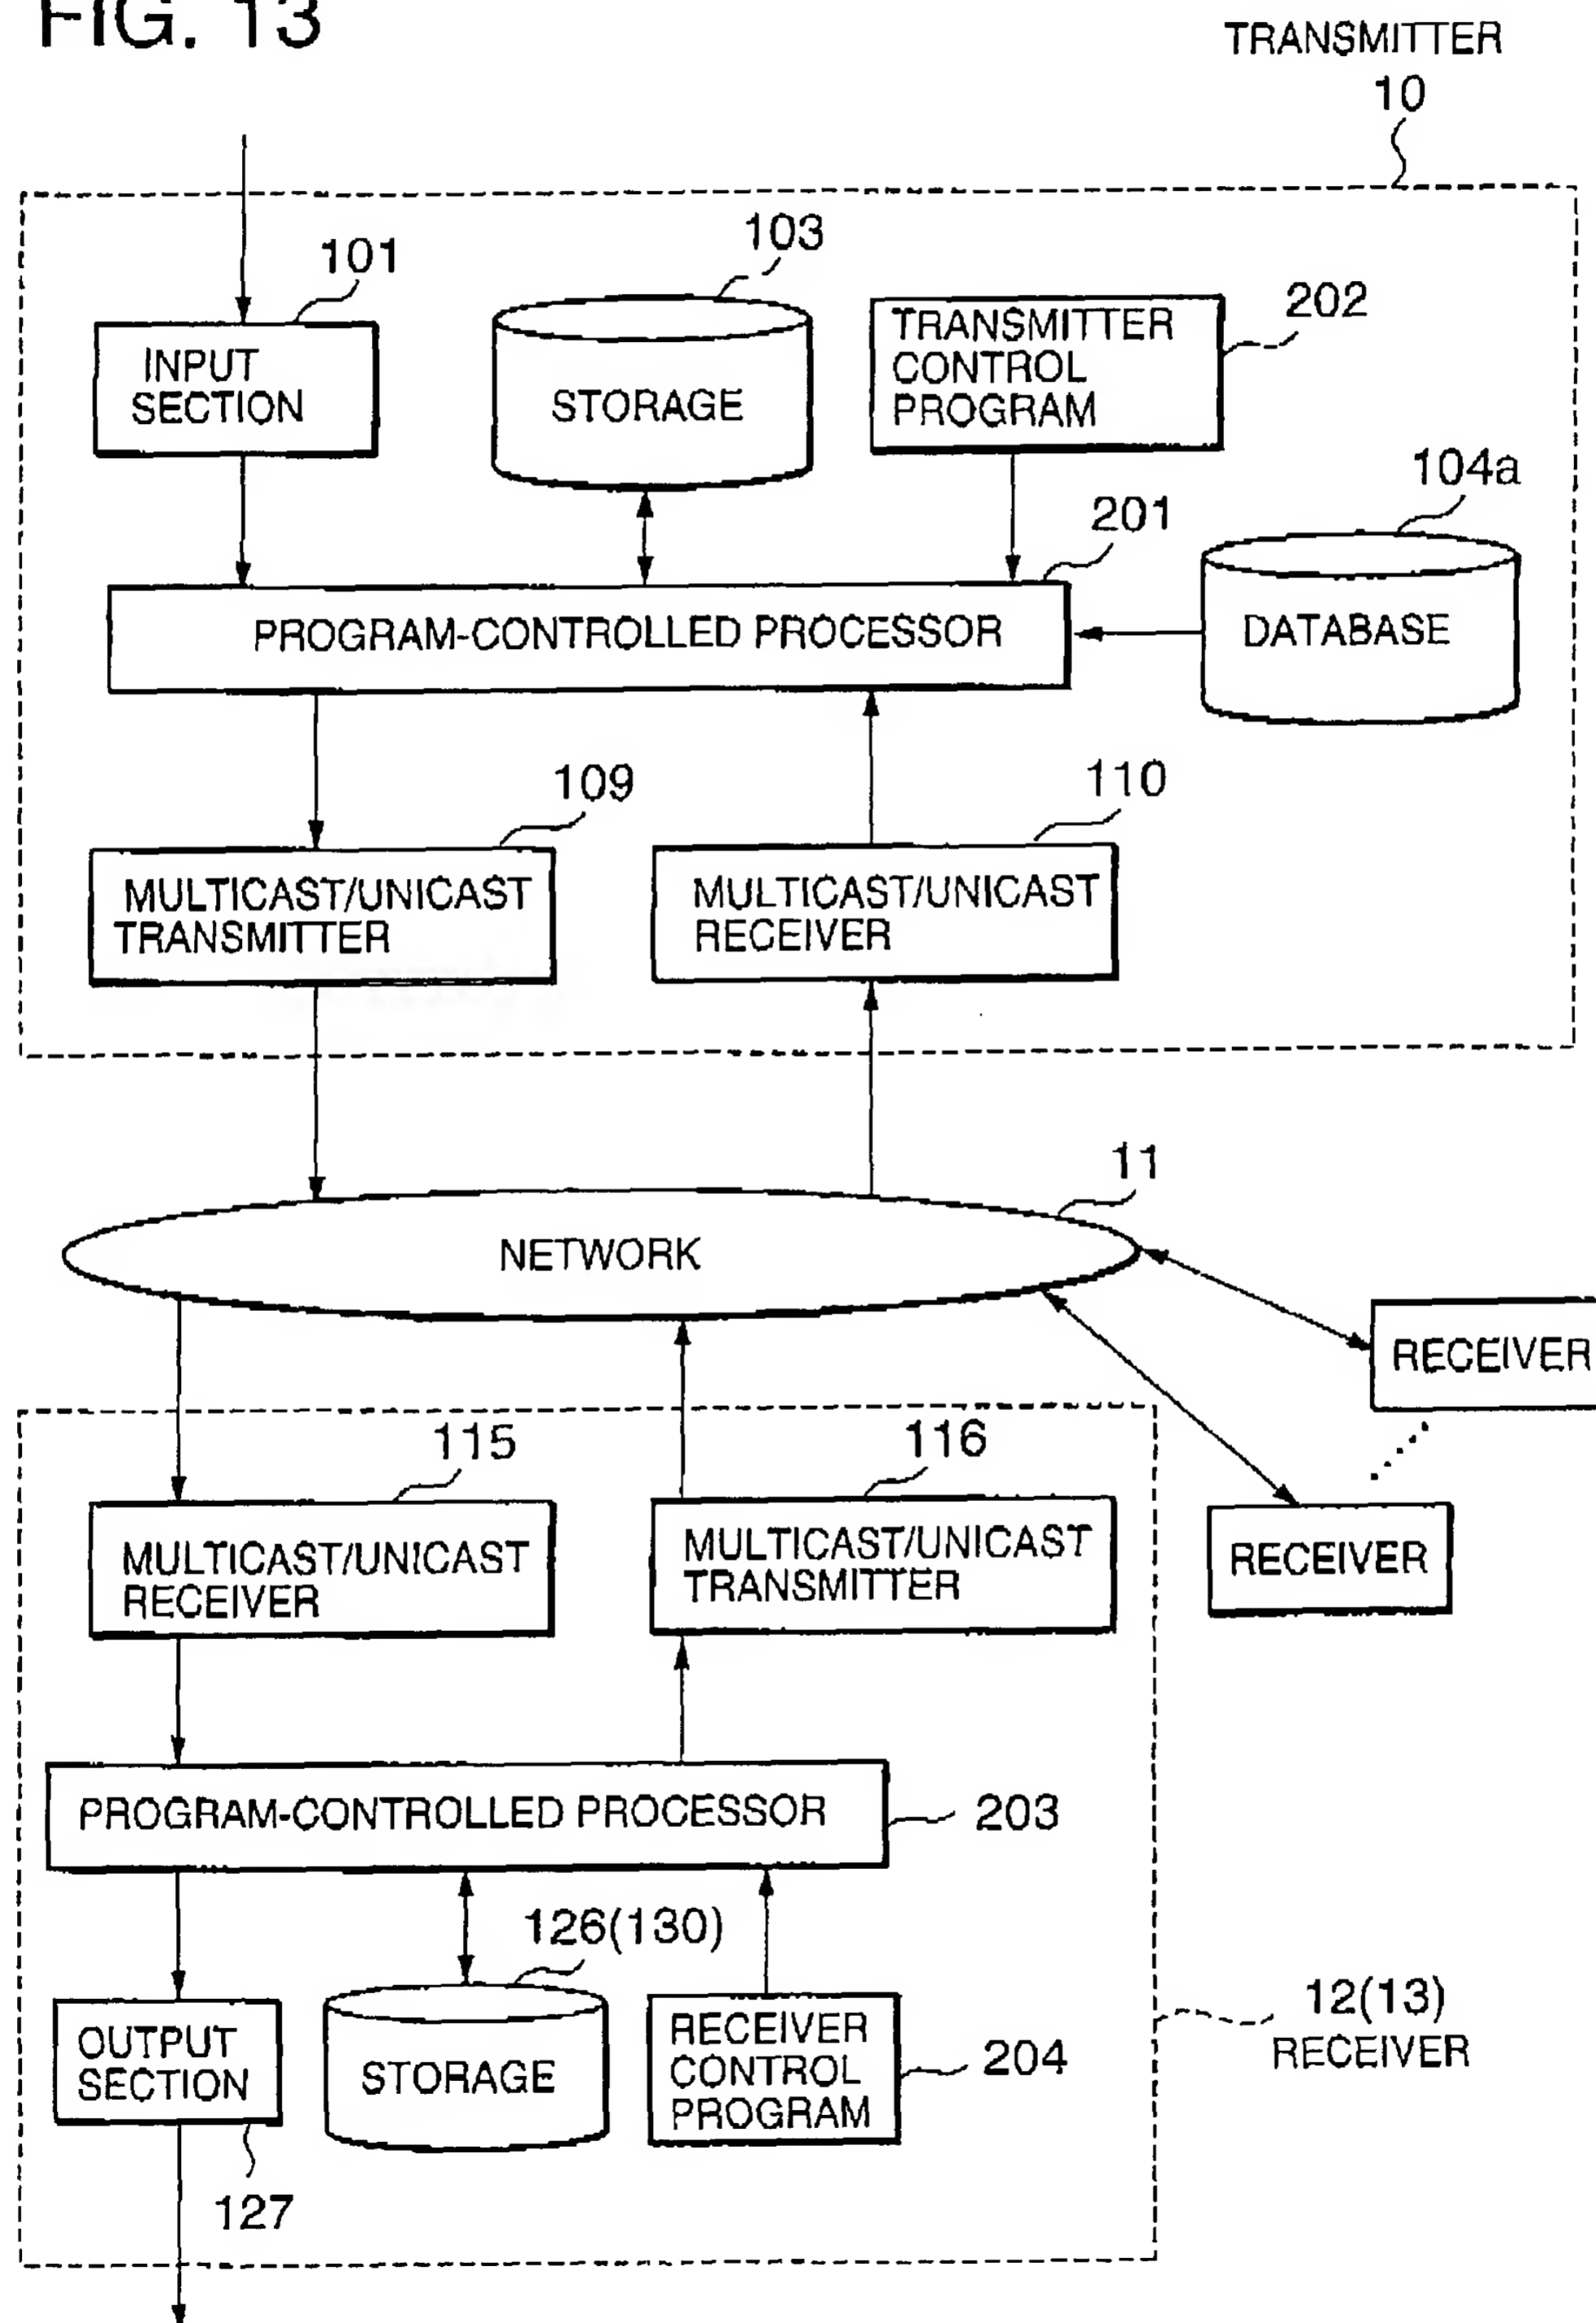 FIG. 13
TRANSMITTER
10
101
103
202
INPUT
SECTION
STORAGE
TRANSMITTER
CONTROL
PROGRAM
104a
201
PROGRAM-CONTROLLED PROCESSOR
DATABASE
109
110
MULTICAST/UNICAST
TRANSMITTER
MULTICAST/UNICAST
RECEIVER
11
NETWORK
RECEIVER
115
116
MULTICAST/UNICAST
RECEIVER
MULTICAST/UNICAST
TRANSMITTER
RECEIVER
PROGRAM-CONTROLLED PROCESSOR
203
126(130)
OUTPUT
SECTION
STORAGE
RECEIVER
CONTROL
PROGRAM
204
12(13)
RECEIVER
127